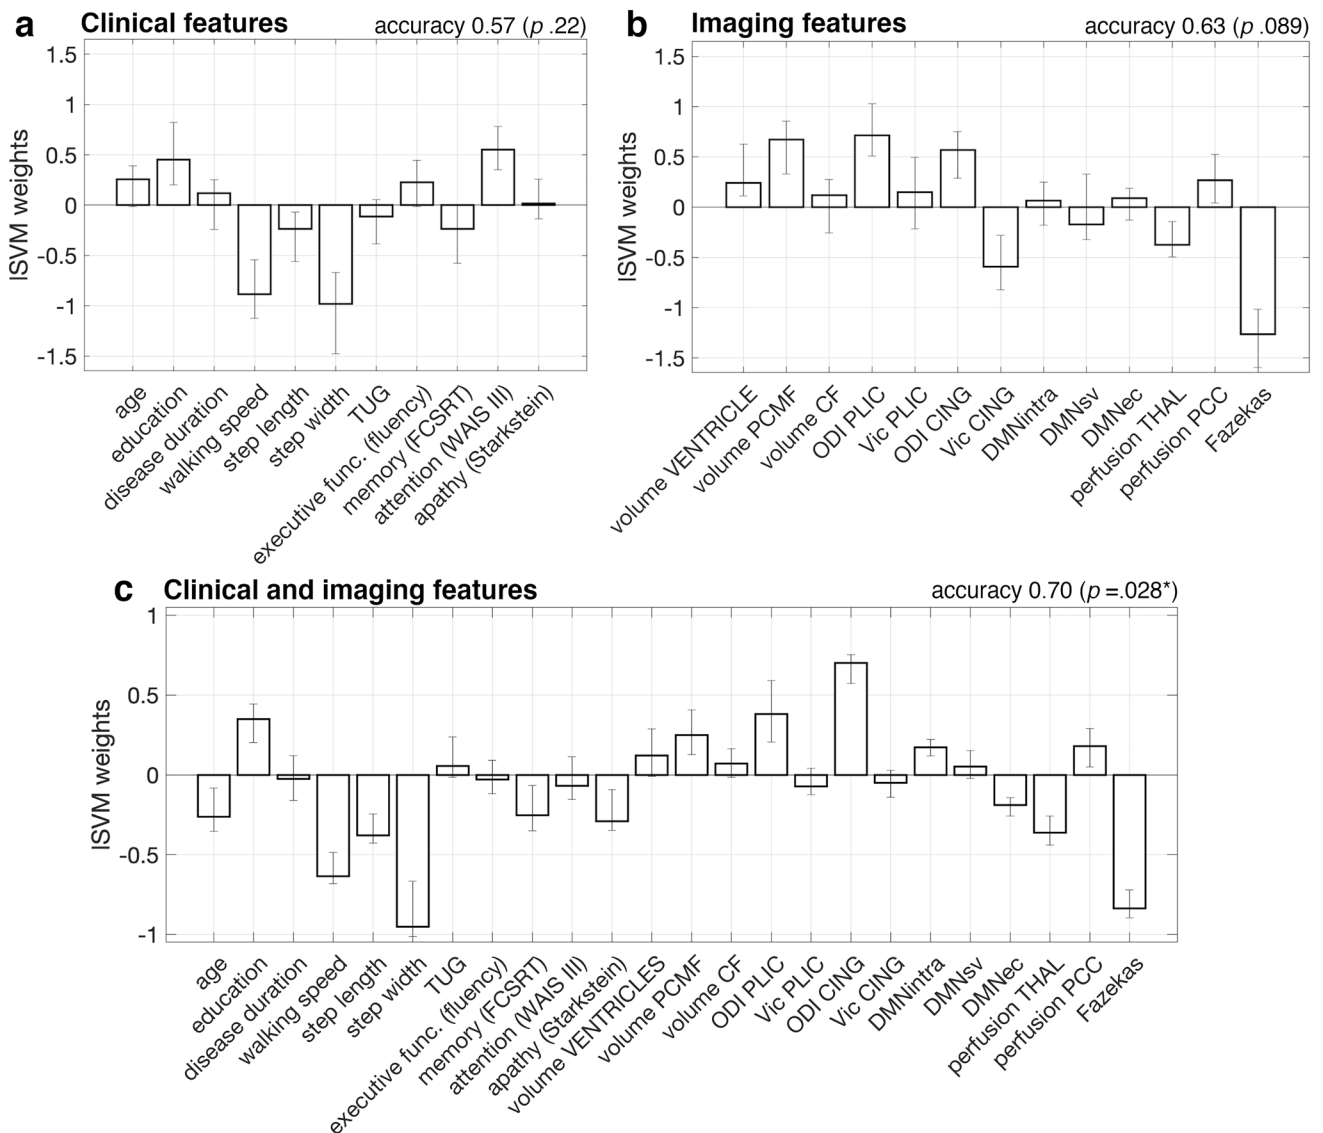 a Clinical features accuracy 0.57 (p .22)
1.5
1
0.5
0
-0.5
-1
-1.5
lSVM weights
age
education
disease duration
walking speed
step length
step width
TUG
executive func. (fluency)
memory (FCSRT)
attention (WAIS III)
apathy (Starkstein)
b Imaging features accuracy 0.63 (p .089)
1.5
1
0.5
0
-0.5
-1
-1.5
lSVM weights
volume VENTRICLE
volume PCMF
volume CF
ODI PLIC
Vic PLIC
ODI CING
Vic CING
DMNintra
DMNsv
DMNec
perfusion THAL
perfusion PCC
Fazekas
c Clinical and imaging features accuracy 0.70 (p =.028*)
1
0.5
0
-0.5
-1
lSVM weights
age
education
disease duration
walking speed
step length
step width
TUG
executive func. (fluency)
memory (FCSRT)
attention (WAIS III)
apathy (Starkstein)
volume VENTRICLES
volume PCMF
volume CF
ODI PLIC
Vic PLIC
ODI CING
Vic CING
DMNintra
DMNsv
DMNec
perfusion THAL
perfusion PCC
Fazekas